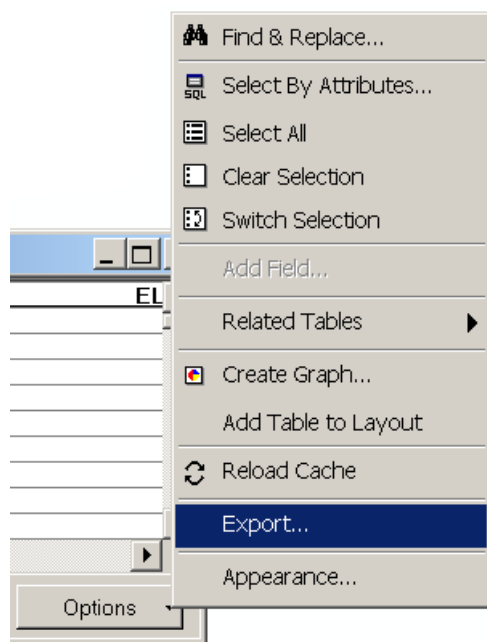 Find & Replace...
SQL
Select By Attributes...
Select All
Clear Selection
Switch Selection
Add Field...
EL
Related Tables
Create Graph...
Add Table to Layout
Reload Cache
Export...
Appearance...
Options